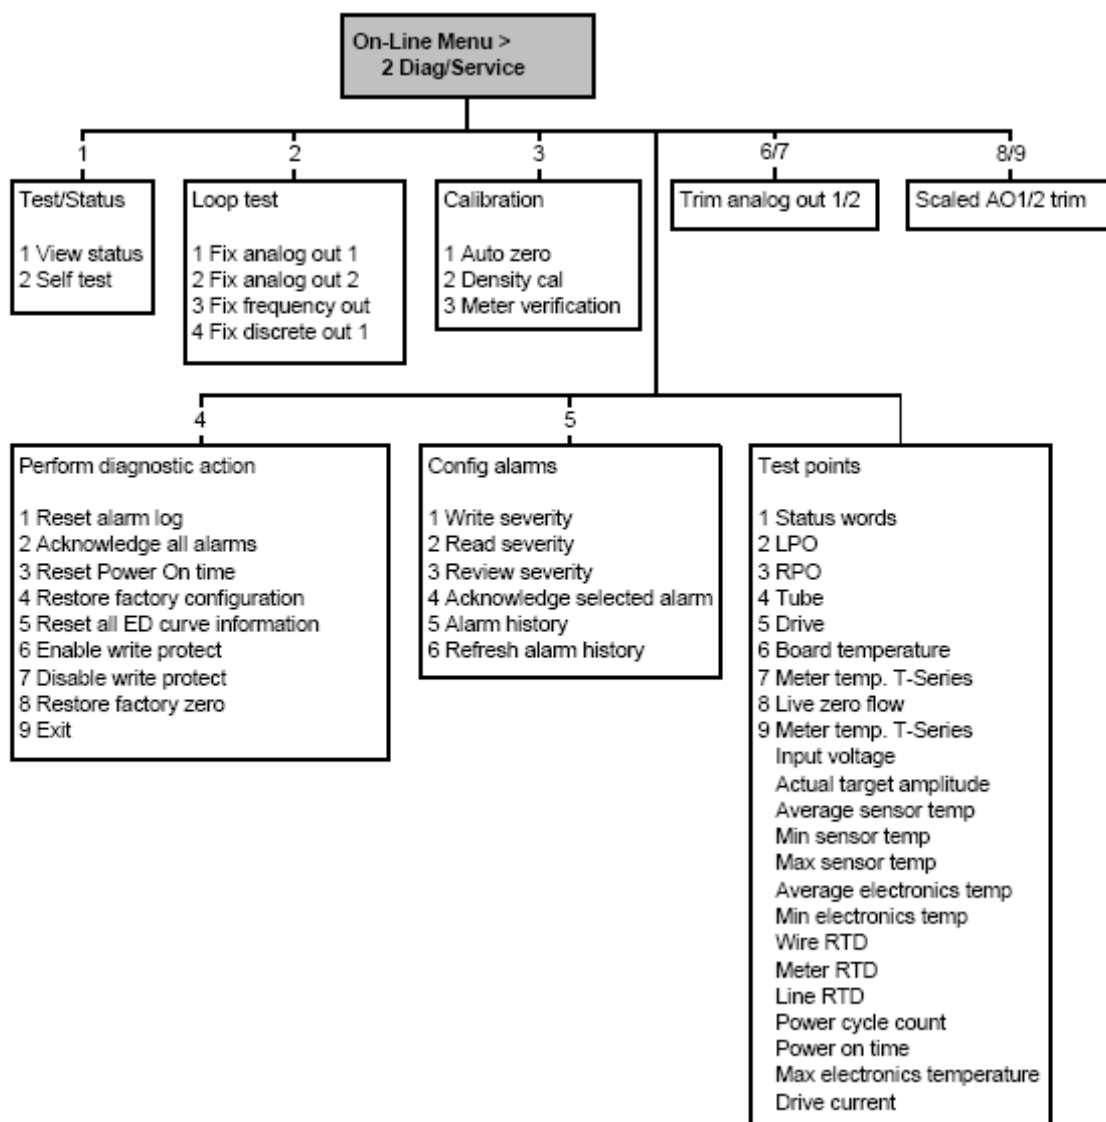 On-Line Menu >
2 Diag/Service
1
2
3
6/7
8/9
Test/Status
1 View status
2 Self test
Loop test
1 Fix analog out 1
2 Fix analog out 2
3 Fix frequency out
4 Fix discrete out 1
Calibration
1 Auto zero
2 Density cal
3 Meter verification
Trim analog out 1/2
Scaled AO1/2 trim
4
5
Perform diagnostic action
1 Reset alarm log
2 Acknowledge all alarms
3 Reset Power On time
4 Restore factory configuration
5 Reset all ED curve information
6 Enable write protect
7 Disable write protect
8 Restore factory zero
9 Exit
Config alarms
1 Write severity
2 Read severity
3 Review severity
4 Acknowledge selected alarm
5 Alarm history
6 Refresh alarm history
Test points
1 Status words
2 LPO
3 RPO
4 Tube
5 Drive
6 Board temperature
7 Meter temp. T-Series
8 Live zero flow
9 Meter temp. T-Series
Input voltage
Actual target amplitude
Average sensor temp
Min sensor temp
Max sensor temp
Average electronics temp
Min electronics temp
Wire RTD
Meter RTD
Line RTD
Power cycle count
Power on time
Max electronics temperature
Drive current